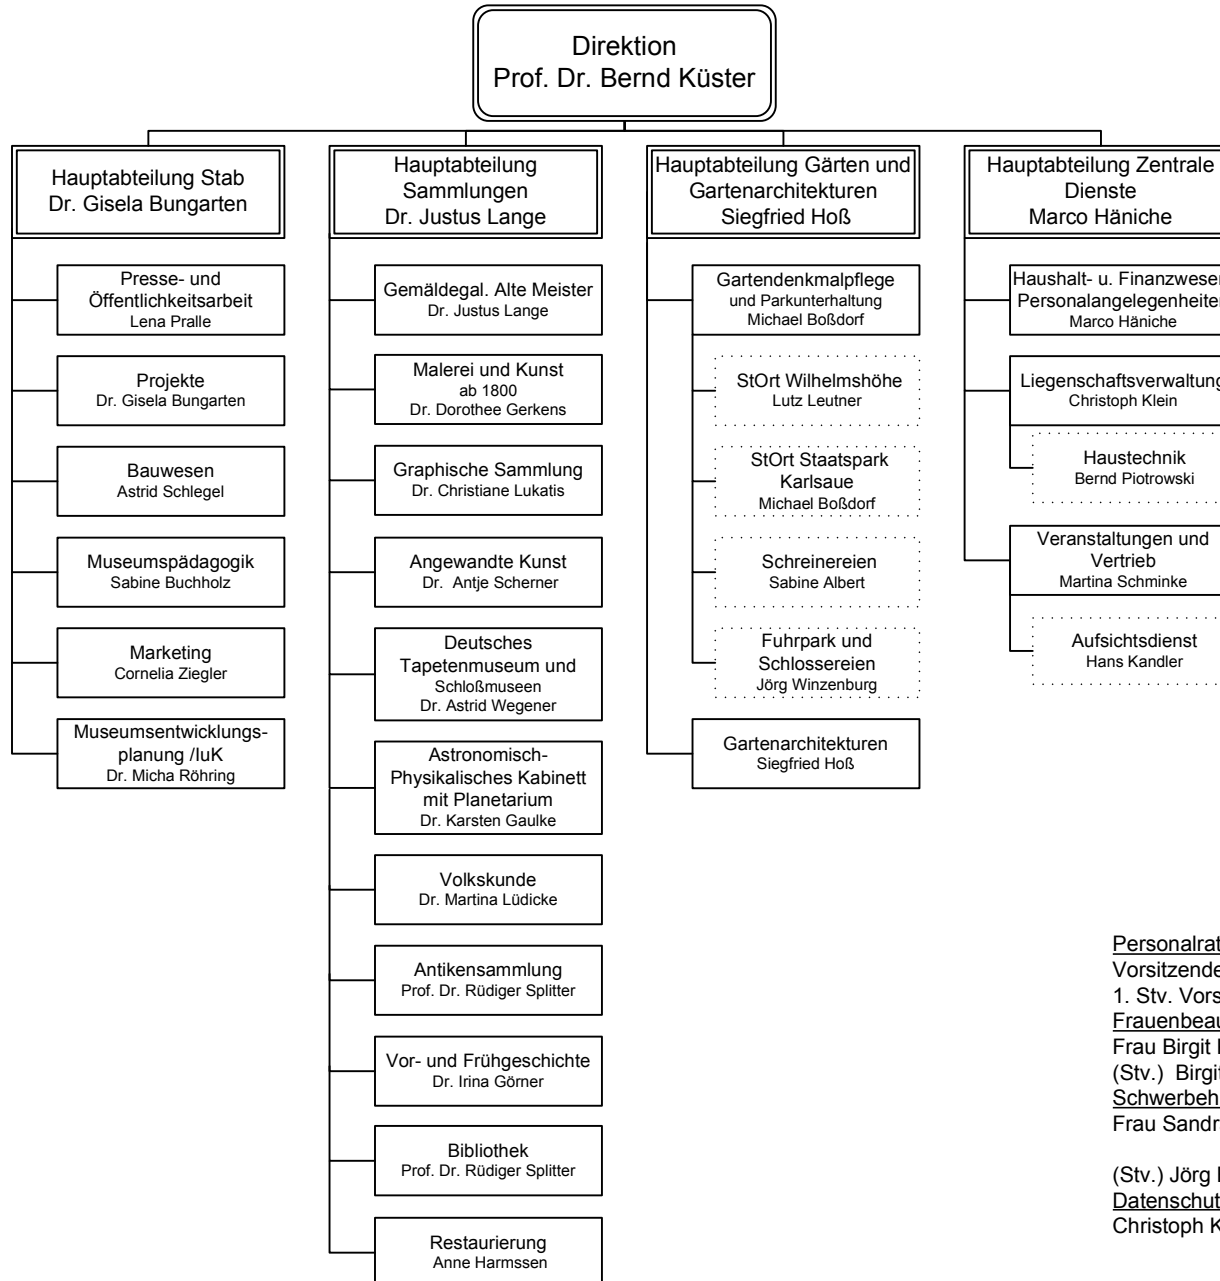 Direktion
Prof. Dr. Bernd Küster
Hauptabteilung Stab
Dr. Gisela Bungarten
Presse- und
Öffentlichkeitsarbeit
Lena Pralle
Projekte
Dr. Gisela Bungarten
Bauwesen
Astrid Schlegel
Museumspädagogik
Sabine Buchholz
Marketing
Cornelia Ziegler
Museumsentwicklungs-
planung /IuK
Dr. Micha Röhring
Hauptabteilung
Sammlungen
Dr. Justus Lange
Gemäldegal. Alte Meister
Dr. Justus Lange
Malerei und Kunst
ab 1800
Dr. Dorothee Gerkens
Graphische Sammlung
Dr. Christiane Lukatis
Angewandte Kunst
Dr. Antje Scherner
Deutsches
Tapetenmuseum und
Schloßmuseen
Dr. Astrid Wegener
Astronomisch-
Physikalisches Kabinett
mit Planetarium
Dr. Karsten Gaulke
Volkskunde
Dr. Martina Lüdicke
Antikensammlung
Prof. Dr. Rüdiger Splitter
Vor- und Frühgeschichte
Dr. Irina Görner
Bibliothek
Prof. Dr. Rüdiger Splitter
Restaurierung
Anne Harmssen
Hauptabteilung Gärten und
Gartenarchitekturen
Siegfried Hoß
Gartendenkmalpflege
und Parkunterhaltung
Michael Boßdorf
StOrt Wilhelmshöhe
Lutz Leutner
StOrt Staatspark
Karlsaue
Michael Boßdorf
Schreinereien
Sabine Albert
Fuhrpark und
Schlossereien
Jörg Winzenburg
Gartenarchitekturen
Siegfried Hoß
Hauptabteilung Zentrale
Dienste
Marco Häniche
Haushalt- u. Finanzwesen
Personalangelegenheiten
Marco Häniche
Liegenschaftsverwaltung
Christoph Klein
Haustechnik
Bernd Piotrowski
Veranstaltungen und
Vertrieb
Martina Schminke
Aufsichtsdienst
Hans Kandler
Personalrat
Vorsitzende
1. Stv. Vors
Frauenbeau
Frau Birgit
(Stv.) Birgit
Schwerbeh
Frau Sandr
(Stv.) Jörg
Datenschut
Christoph K